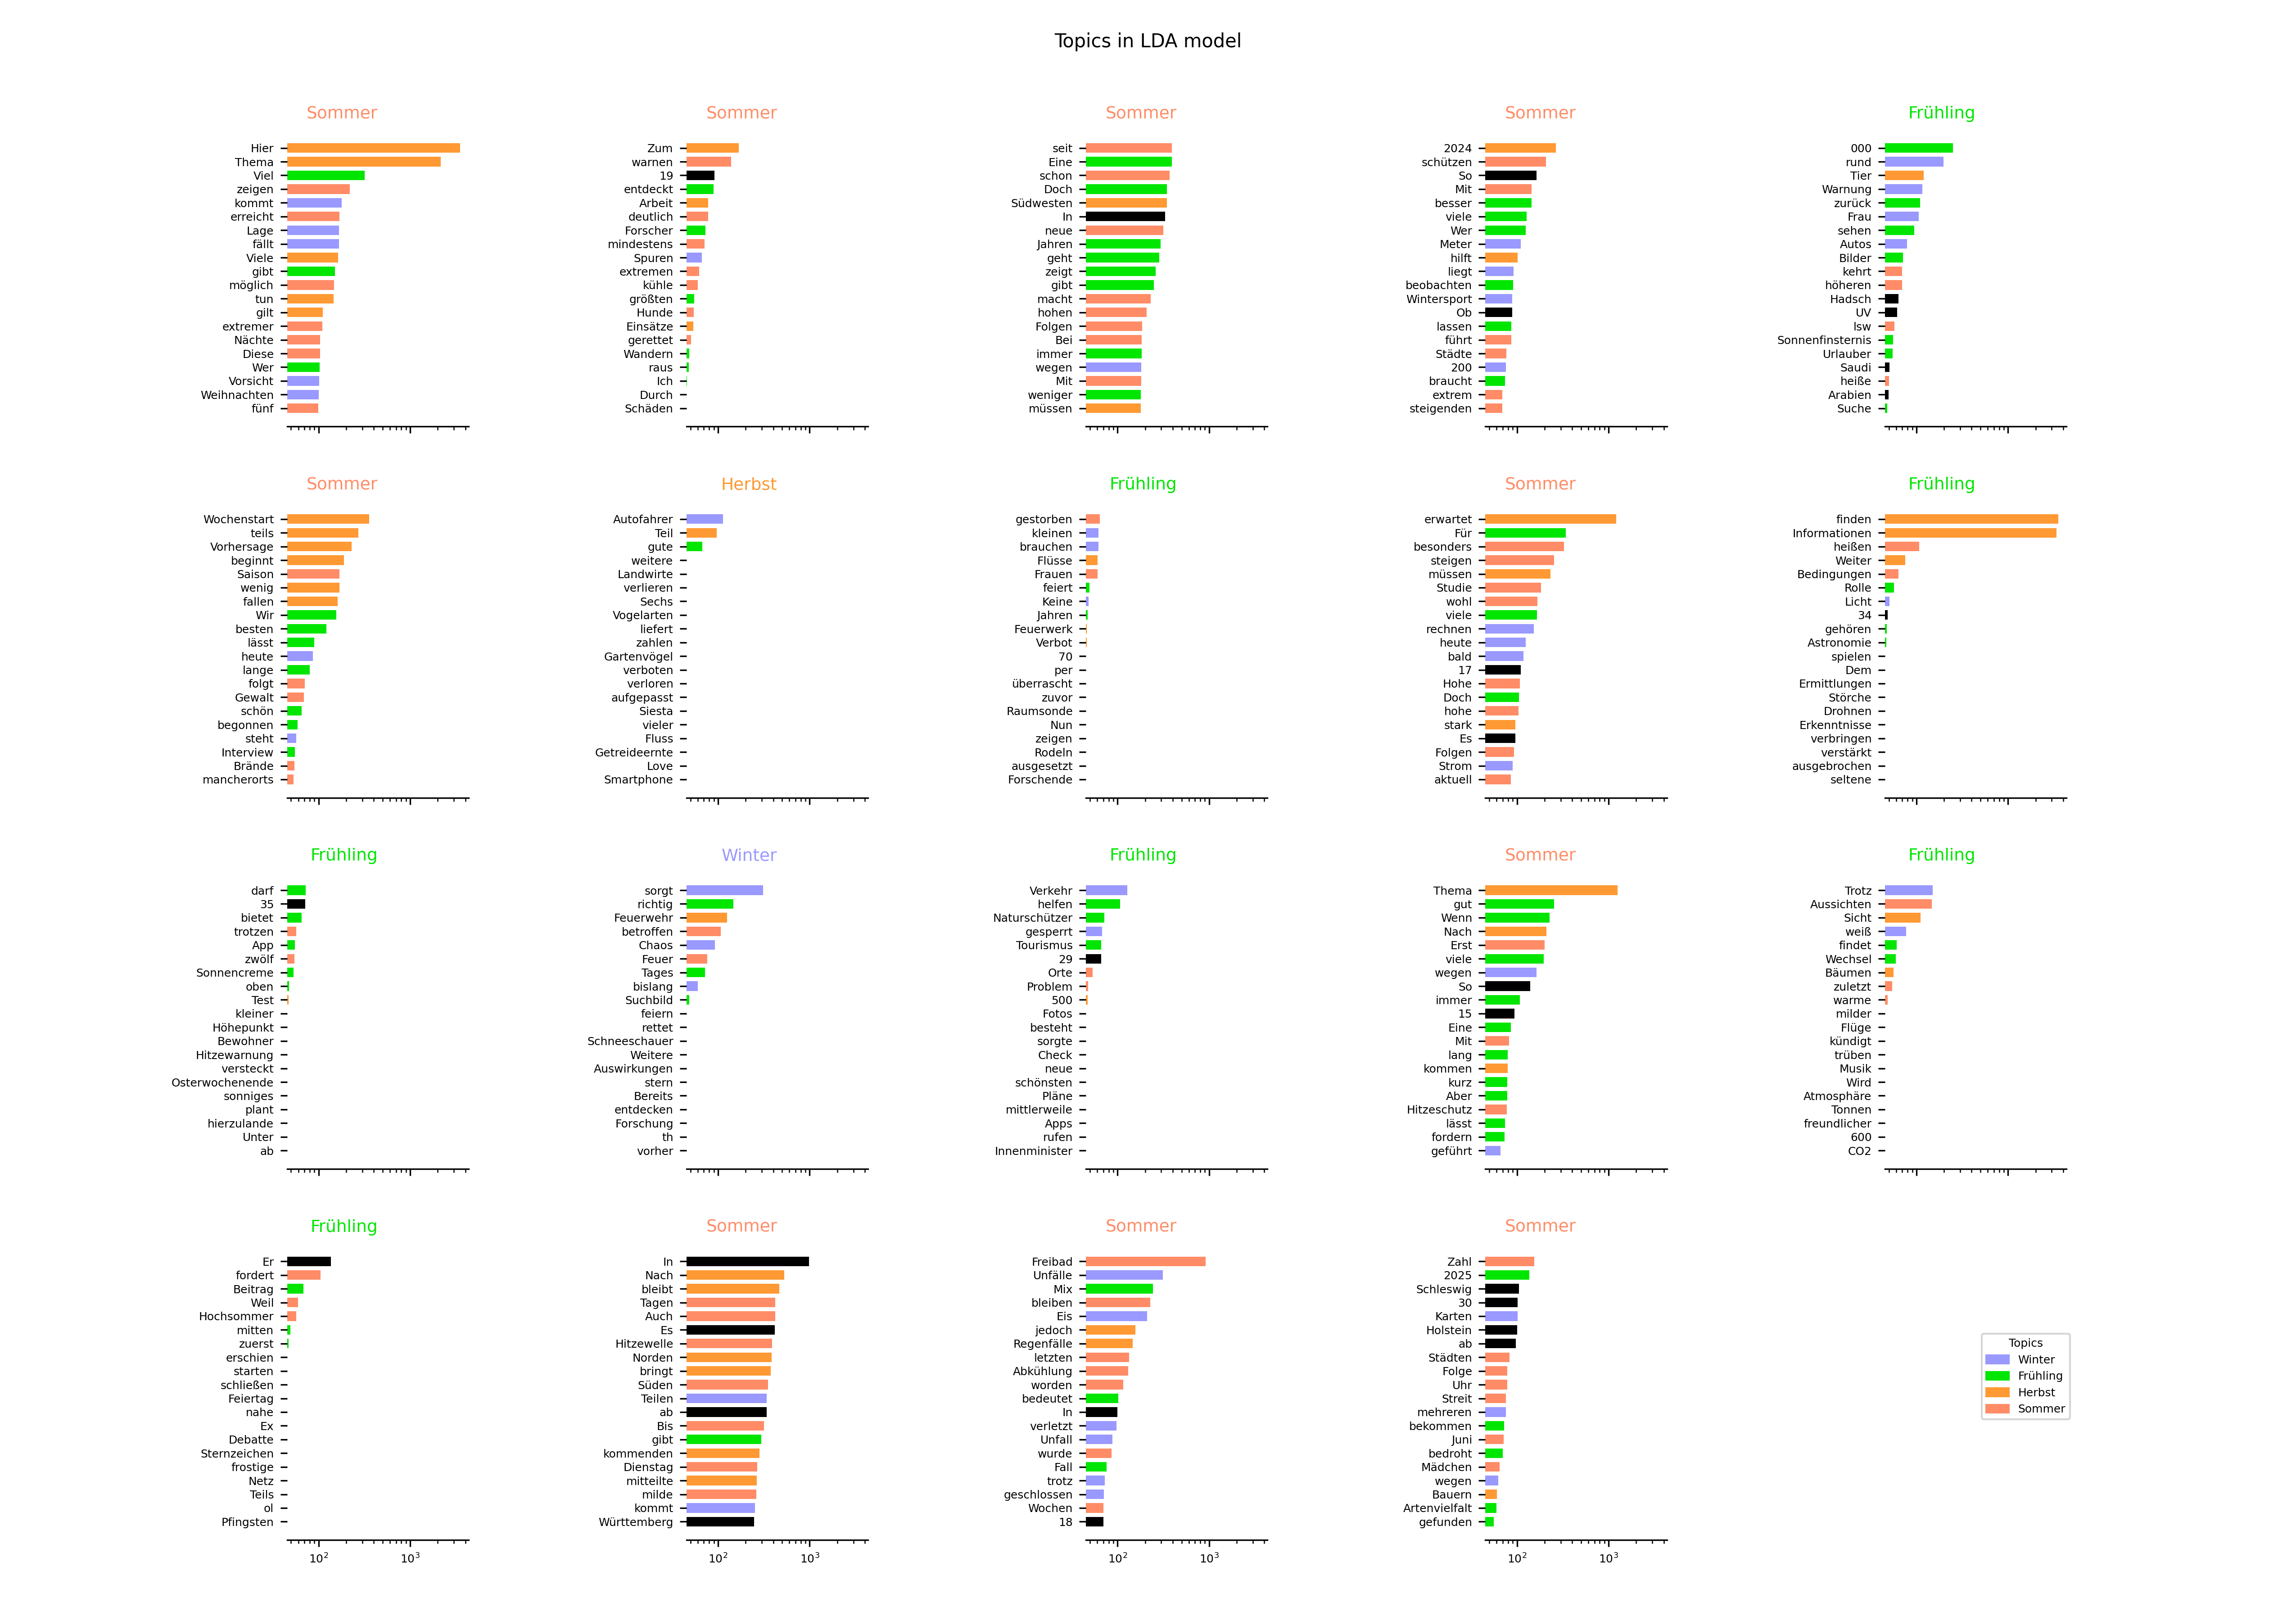 Topics in LDA model
Sommer
Hier
Thema
Viel
zeigen
kommt
erreicht
Lage
fällt
Viele
gibt
möglich
tun
gilt
extremer
Nächte
Diese
Wer
Vorsicht
Weihnachten
fünf
Sommer
Zum
warnen
19
entdeckt
Arbeit
deutlich
Forscher
mindestens
Spuren
extremen
kühle
größten
Hunde
Einsätze
gerettet
Wandern
raus
Ich
Durch
Schäden
Sommer
seit
Eine
schon
Doch
Südwesten
In
neue
Jahren
geht
zeigt
gibt
macht
hohen
Folgen
Bei
immer
wegen
Mit
weniger
müssen
Sommer
2024
schützen
So
Mit
besser
viele
Wer
Meter
hilft
liegt
beobachten
Wintersport
Ob
lassen
führt
Städte
200
braucht
extrem
steigenden
Frühling
000
rund
Tier
Warnung
zurück
Frau
sehen
Autos
Bilder
kehrt
höheren
Hadsch
UV
lsw
Sonnenfinsternis
Urlauber
Saudi
heiße
Arabien
Suche
Sommer
Wochenstart
teils
Vorhersage
beginnt
Saison
wenig
fallen
Wir
besten
lässt
heute
lange
folgt
Gewalt
schön
begonnen
steht
Interview
Brände
mancherorts
Herbst
Autofahrer
Teil
gute
weitere
Landwirte
verlieren
Sechs
Vogelarten
liefert
zahlen
Gartenvögel
verboten
verloren
aufgepasst
Siesta
vieler
Fluss
Getreideernte
Love
Smartphone
Frühling
gestorben
kleinen
brauchen
Flüsse
Frauen
feiert
Keine
Jahren
Feuerwerk
Verbot
70
per
überrascht
zuvor
Raumsonde
Nun
zeigen
Rodeln
ausgesetzt
Forschende
Sommer
erwartet
Für
besonders
steigen
müssen
Studie
wohl
viele
rechnen
heute
bald
17
Hohe
Doch
hohe
stark
Es
Folgen
Strom
aktuell
Frühling
finden
Informationen
heißen
Weiter
Bedingungen
Rolle
Licht
34
gehören
Astronomie
spielen
Dem
Ermittlungen
Störche
Drohnen
Erkenntnisse
verbringen
verstärkt
ausgebrochen
seltene
Frühling
darf
35
bietet
trotzen
App
zwölf
Sonnencreme
oben
Test
kleiner
Höhepunkt
Bewohner
Hitzewarnung
versteckt
Osterwochenende
sonniges
plant
hierzulande
Unter
ab
Winter
sorgt
richtig
Feuerwehr
betroffen
Chaos
Feuer
Tages
bislang
Suchbild
feiern
rettet
Schneeschauer
Weitere
Auswirkungen
stern
Bereits
entdecken
Forschung
th
vorher
Frühling
Verkehr
helfen
Naturschützer
gesperrt
Tourismus
29
Orte
Problem
500
Fotos
besteht
sorgte
Check
neue
schönsten
Pläne
mittlerweile
Apps
rufen
Innenminister
Sommer
Thema
gut
Wenn
Nach
Erst
viele
wegen
So
immer
15
Eine
Mit
lang
kommen
kurz
Aber
Hitzeschutz
lässt
fordern
geführt
Frühling
Trotz
Aussichten
Sicht
weiß
findet
Wechsel
Bäumen
zuletzt
warme
milder
Flüge
kündigt
trüben
Musik
Wird
Atmosphäre
Tonnen
freundlicher
600
CO2
Frühling
Er
fordert
Beitrag
Weil
Hochsommer
mitten
zuerst
erschien
starten
schließen
Feiertag
nahe
Ex
Debatte
Sternzeichen
frostige
Netz
Teils
ol
Pfingsten
10² 10³
Sommer
In
Nach
bleibt
Tagen
Auch
Es
Hitzewelle
Norden
bringt
Süden
Teilen
ab
Bis
gibt
kommenden
Dienstag
mitteilte
milde
kommt
Württemberg
10² 10³
Sommer
Freibad
Unfälle
Mix
bleiben
Eis
jedoch
Regenfälle
letzten
Abkühlung
worden
bedeutet
In
verletzt
Unfall
wurde
Fall
trotz
geschlossen
Wochen
18
10² 10³
Sommer
Zahl
2025
Schleswig
30
Karten
Holstein
ab
Städten
Folge
Uhr
Streit
mehreren
bekommen
Juni
bedroht
Mädchen
wegen
Bauern
Artenvielfalt
gefunden
10² 10³
Topics
Winter
Frühling
Herbst
Sommer